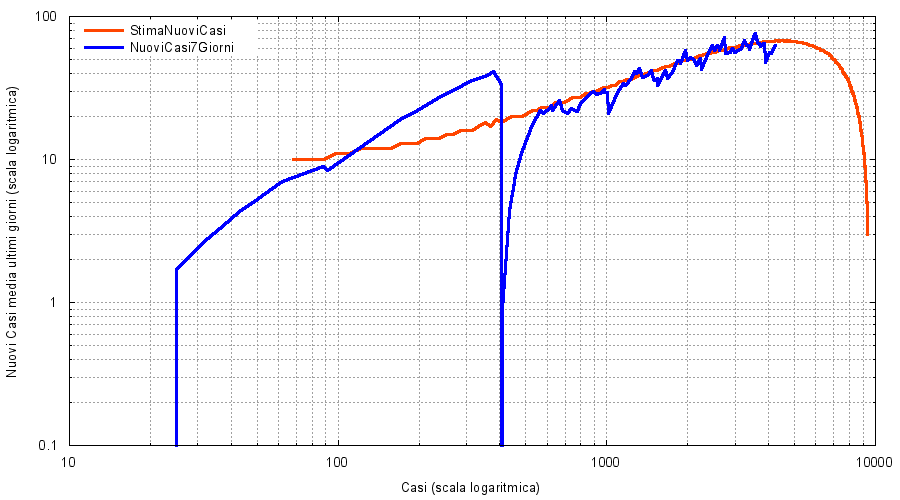 StimaNuoviCasi
NuoviCasi7Giorni
100
10
1
0.1
10
100
1000
10000
Nuovi Casi media ultimi giorni (scala logaritmica)
Casi (scala logaritmica)